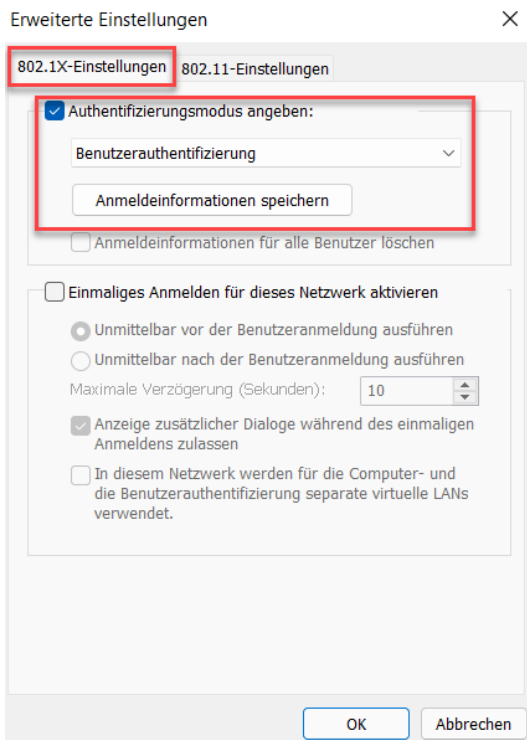 Erweiterte Einstellungen
802.1X-Einstellungen 802.11-Einstellungen
Authentifizierungsmodus angeben:
Benutzerauthentifizierung
Anmeldeinformationen speichern
Anmeldeinformationen für alle Benutzer löschen
Einmaliges Anmelden für dieses Netzwerk aktivieren
Unmittelbar vor der Benutzeranmeldung ausführen
Unmittelbar nach der Benutzeranmeldung ausführen
Maximale Verzögerung (Sekunden): 10
Anzeige zusätzlicher Dialoge während des einmaligen
Anmeldens zulassen
In diesem Netzwerk werden für die Computer- und
die Benutzerauthentifizierung separate virtuelle LANs
verwendet.
OK Abbrechen